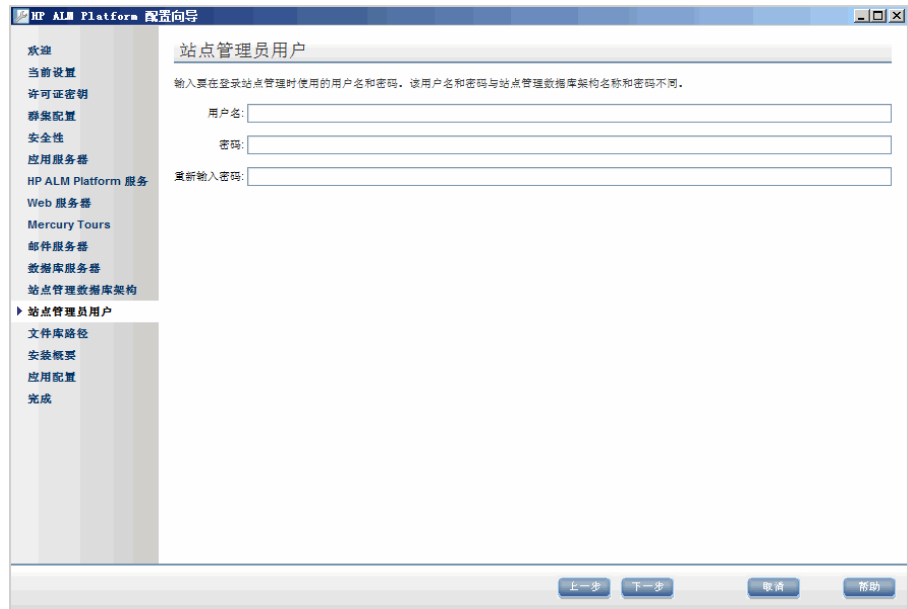 HP ALM Platform 配置向导
欢迎
当前设置
许可证密钥
群集配置
安全性
应用服务器
HP ALM Platform 服务
Web 服务器
Mercury Tours
邮件服务器
数据库服务器
站点管理数据库架构
站点管理员用户
文件库路径
安装概要
应用配置
完成
站点管理员用户
输入要在登录站点管理时使用的用户名和密码。该用户名和密码与站点管理数据库架构名称和密码不同。
用户名:
密码:
重新输入密码:
上一步 下一步 取消 帮助